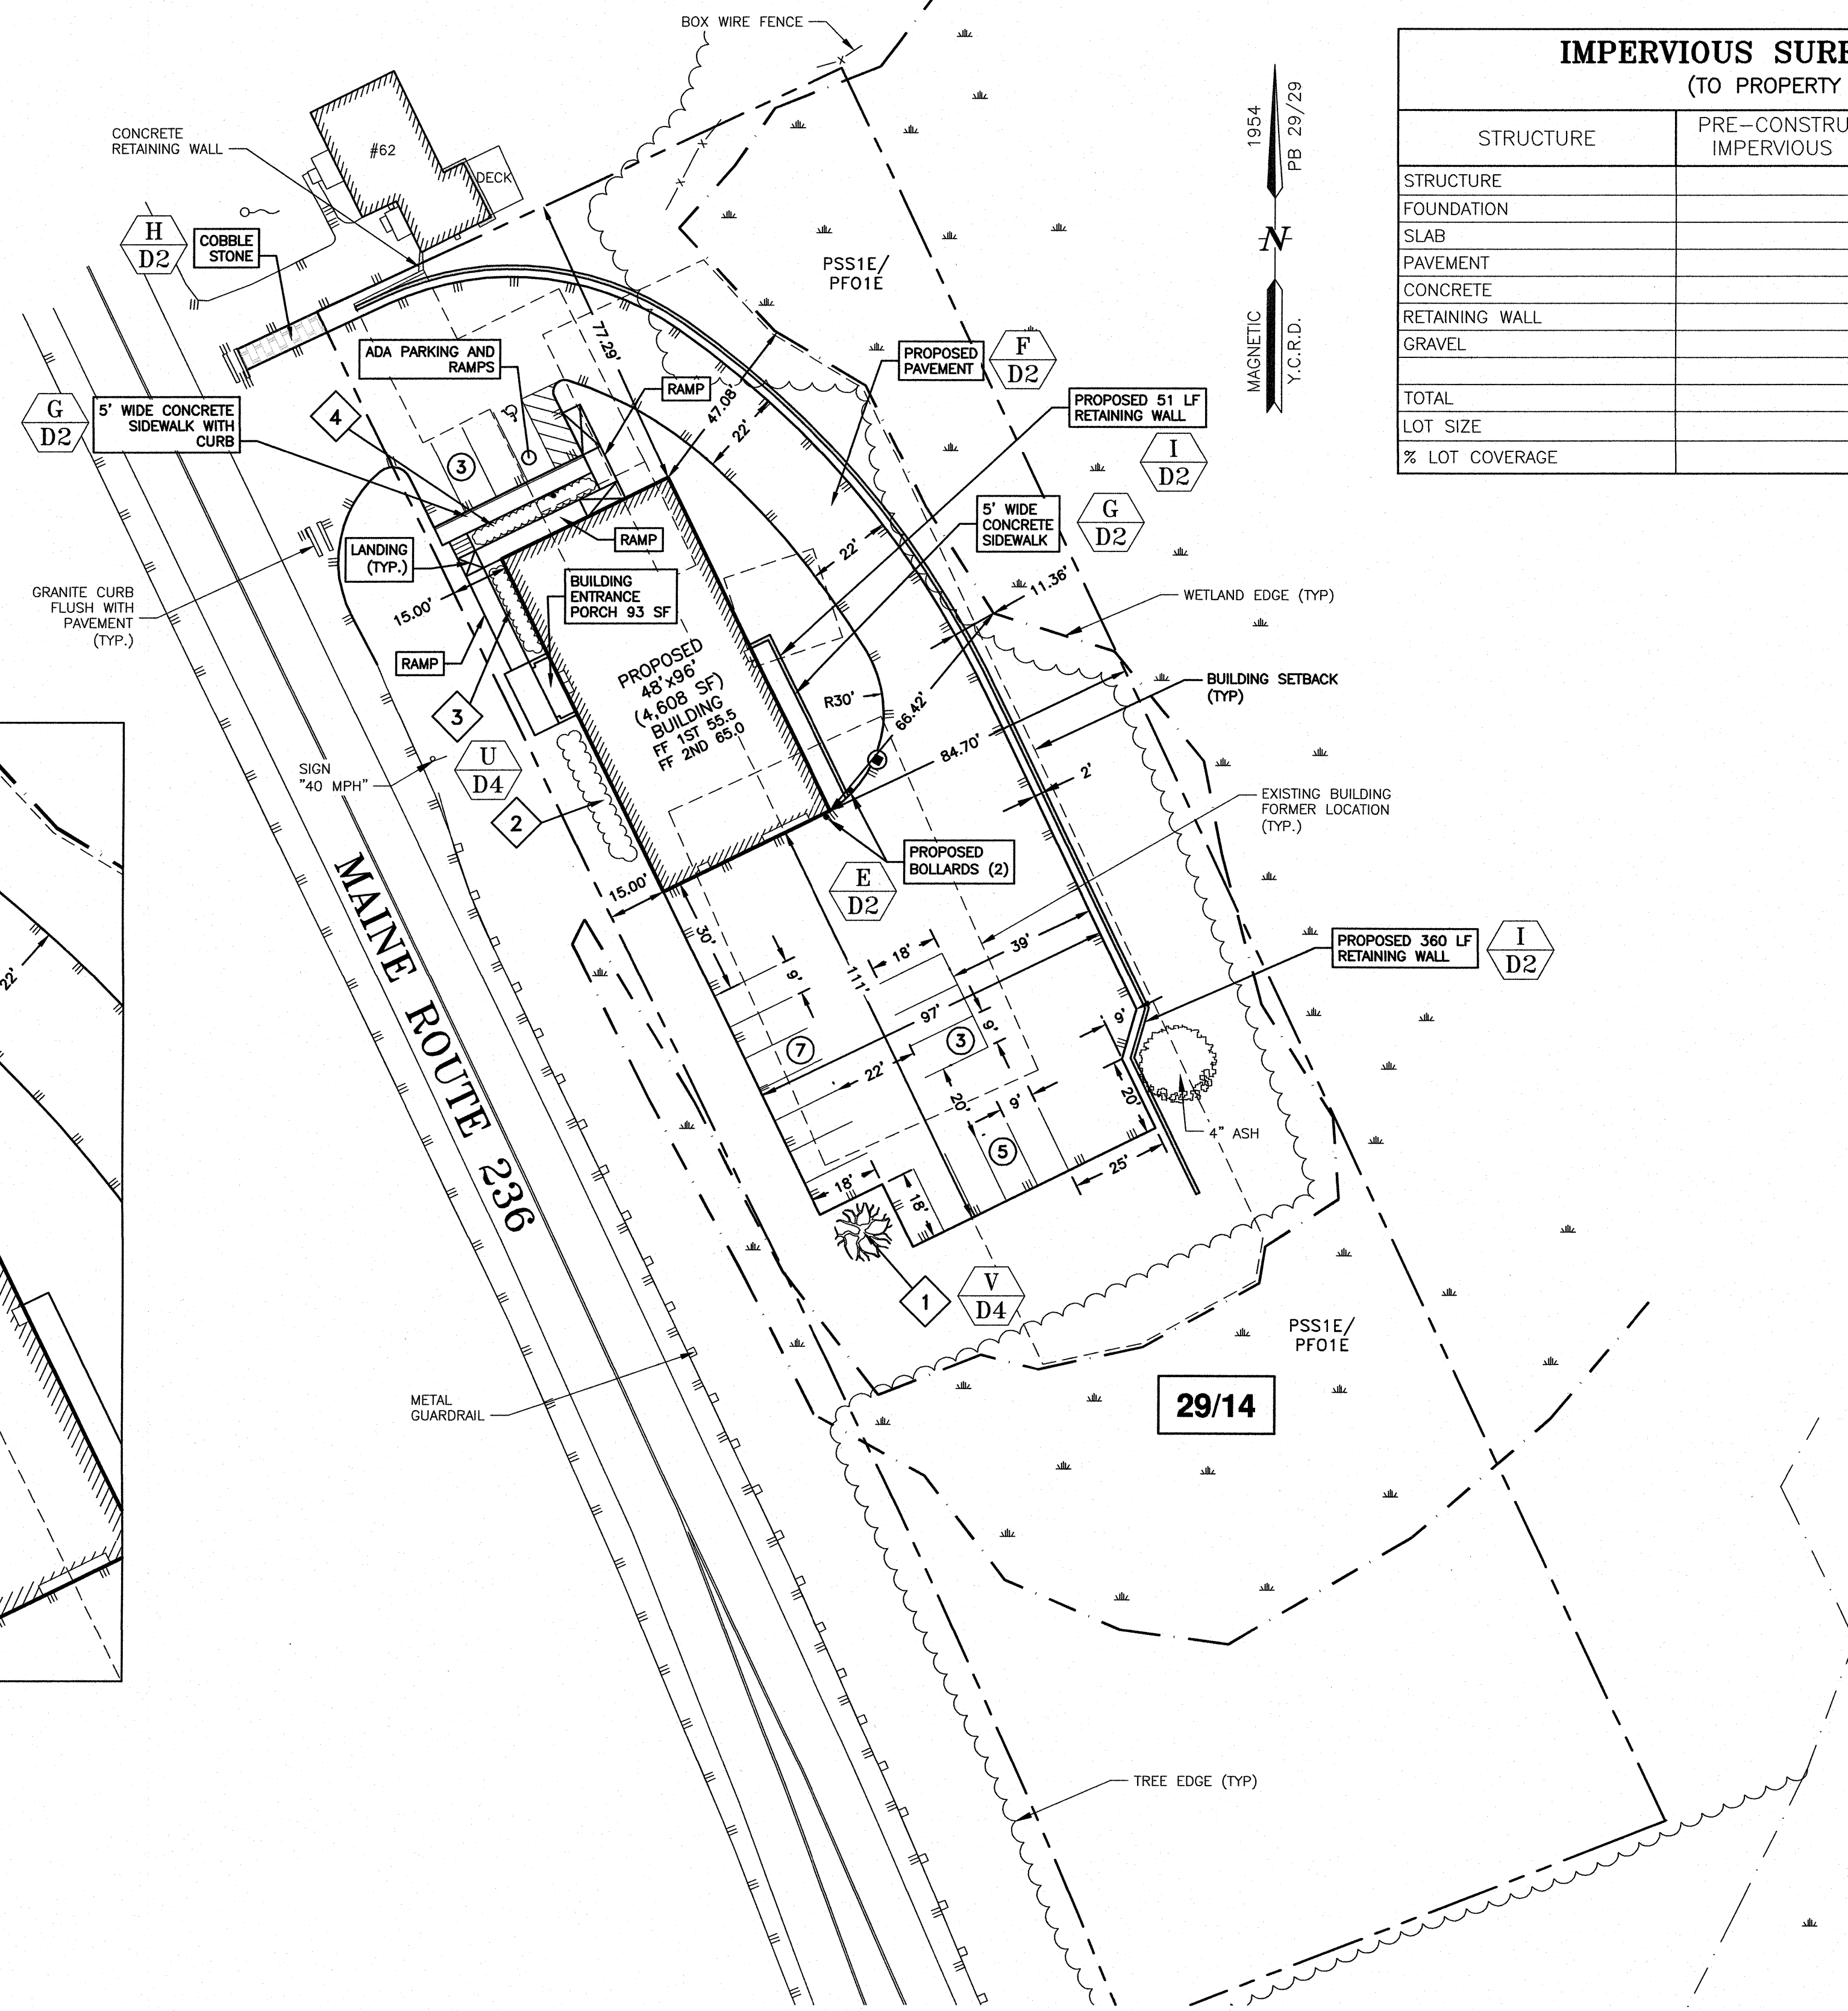 BOX WIRE FENCE
IMPERVIOUS SURF
(TO PROPERTY
STRUCTURE
PRE-CONSTRU
IMPERVIOUS
STRUCTURE
FOUNDATION
SLAB
PAVEMENT
CONCRETE
RETAINING WALL
GRAVEL
TOTAL
LOT SIZE
% LOT COVERAGE
1954
PB 29/29
N
MAGNETIC
Y.C.R.D.
CONCRETE
RETAINING WALL
#62
DECK
H
D2
COBBLE
STONE
PSS1E/
PFO1E
77.29'
ADA PARKING AND
RAMPS
RAMP
PROPOSED
PAVEMENT
F
D2
G
D2
5' WIDE CONCRETE
SIDEWALK WITH
CURB
4
3
47.08'
22'
PROPOSED 51 LF
RETAINING WALL
I
D2
5' WIDE
CONCRETE
SIDEWALK
G
D2
LANDING
(TYP.)
RAMP
22'
11.36'
WETLAND EDGE (TYP)
GRANITE CURB
FLUSH WITH
PAVEMENT
(TYP.)
15.00'
BUILDING
ENTRANCE
PORCH 93 SF
RAMP
3
PROPOSED
48'x96'
(4,608 SF)
BUILDING
FF 1ST 55.5
FF 2ND 65.0
R30'
66.42'
84.70'
BUILDING SETBACK
(TYP)
2'
SIGN
"40 MPH"
U
D4
2
EXISTING BUILDING
FORMER LOCATION
(TYP.)
PROPOSED
BOLLARDS (2)
E
D2
15.00'
30'
MAINE ROUTE 236
22'
9'
111'
18'
39'
PROPOSED 360 LF
RETAINING WALL
I
D2
97'
9'
9'
7
3
22'
20'
9'
20'
4" ASH
5
18'
18'
25'
1
V
D4
PSS1E/
PFO1E
29/14
METAL
GUARDRAIL
TREE EDGE (TYP)